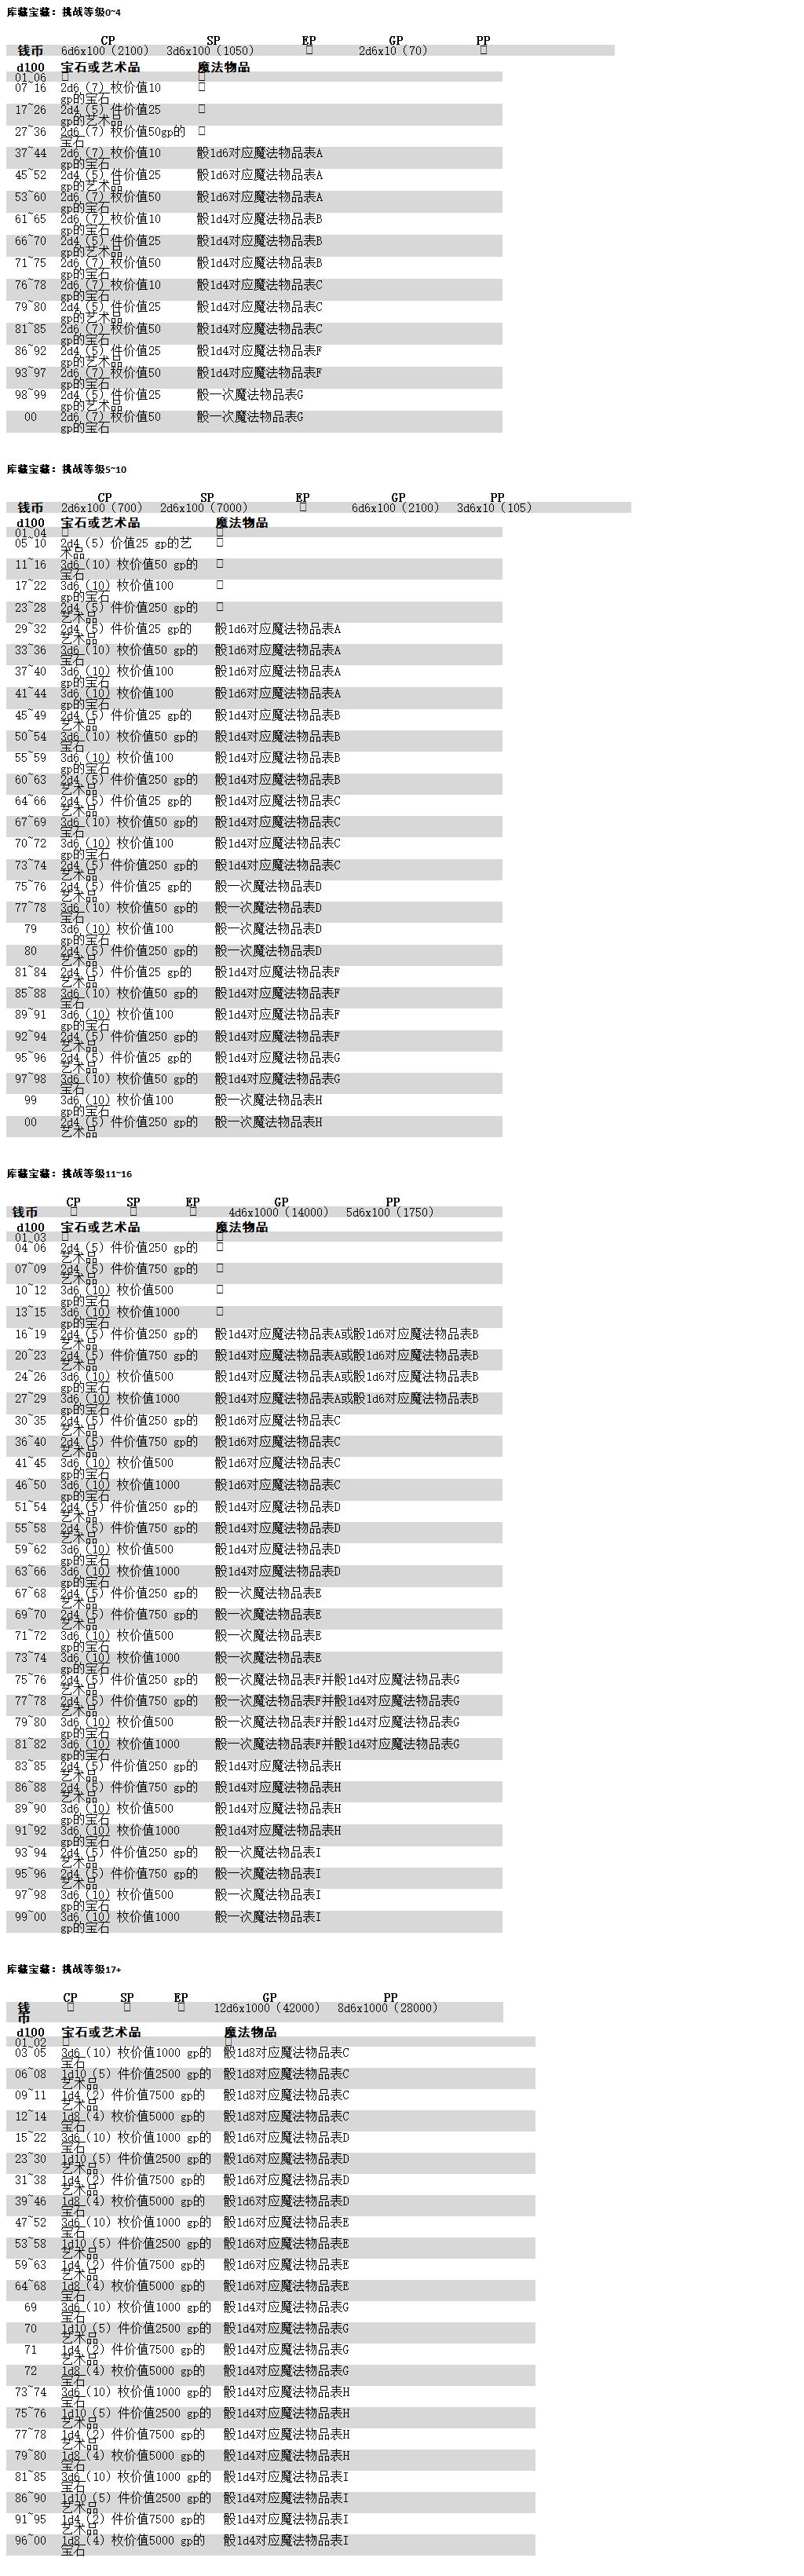 库藏宝藏：挑战等级0~4
CP SP EP GP PP
钱币 6d6x100（2100） 3d6x100（1050） □ 2d6x10（70） □
d100 宝石或艺术品 魔法物品
01~06 □ □
07~16 2d6（7）枚价值10 □
gp的宝石
17~26 2d4（5）件价值25 □
gp的艺术品
27~36 2d6（7）枚价值50gp的 □
宝石
37~44 2d6（7）枚价值10 骰1d6对应魔法物品表A
gp的宝石
45~52 2d4（5）件价值25 骰1d6对应魔法物品表A
gp的艺术品
53~60 2d6（7）枚价值50 骰1d6对应魔法物品表A
gp的宝石
61~65 2d6（7）枚价值10 骰1d4对应魔法物品表B
gp的宝石
66~70 2d4（5）件价值25 骰1d4对应魔法物品表B
gp的艺术品
71~75 2d6（7）枚价值50 骰1d4对应魔法物品表B
gp的宝石
76~78 2d6（7）枚价值10 骰1d4对应魔法物品表C
gp的宝石
79~80 2d4（5）件价值25 骰1d4对应魔法物品表C
gp的艺术品
81~85 2d6（7）枚价值50 骰1d4对应魔法物品表C
gp的宝石
86~92 2d4（5）件价值25 骰1d4对应魔法物品表F
gp的艺术品
93~97 2d6（7）枚价值50 骰1d4对应魔法物品表F
gp的宝石
98~99 2d4（5）件价值25 骰一次魔法物品表G
gp的艺术品
00 2d6（7）枚价值50 骰一次魔法物品表G
gp的宝石
库藏宝藏：挑战等级5~10
CP SP EP GP PP
钱币 2d6x100（700） 2d6x100（7000） □ 6d6x100（2100） 3d6x10（105）
d100 宝石或艺术品 魔法物品
01~04 □ □
05~10 2d4（5）价值25 gp的艺 □
术品
11~16 3d6（10）枚价值50 gp的 □
宝石
17~22 3d6（10）枚价值100 □
gp的宝石
23~28 2d4（5）件价值250 gp的 □
艺术品
29~32 2d4（5）件价值25 gp的 骰1d6对应魔法物品表A
艺术品
33~36 3d6（10）枚价值50 gp的 骰1d6对应魔法物品表A
宝石
37~40 3d6（10）枚价值100 骰1d6对应魔法物品表A
gp的宝石
41~44 3d6（10）枚价值100 骰1d6对应魔法物品表A
gp的宝石
45~49 2d4（5）件价值25 gp的 骰1d4对应魔法物品表B
艺术品
50~54 3d6（10）枚价值50 gp的 骰1d4对应魔法物品表B
宝石
55~59 3d6（10）枚价值100 骰1d4对应魔法物品表B
gp的宝石
60~63 2d4（5）件价值250 gp的 骰1d4对应魔法物品表B
艺术品
64~66 2d4（5）件价值25 gp的 骰1d4对应魔法物品表C
艺术品
67~69 3d6（10）枚价值50 gp的 骰1d4对应魔法物品表C
宝石
70~72 3d6（10）枚价值100 骰1d4对应魔法物品表C
gp的宝石
73~74 2d4（5）件价值250 gp的 骰1d4对应魔法物品表C
艺术品
75~76 2d4（5）件价值25 gp的 骰一次魔法物品表D
艺术品
77~78 3d6（10）枚价值50 gp的 骰一次魔法物品表D
宝石
79 3d6（10）枚价值100 骰一次魔法物品表D
gp的宝石
80 2d4（5）件价值250 gp的 骰一次魔法物品表D
艺术品
81~84 2d4（5）件价值25 gp的 骰1d4对应魔法物品表F
艺术品
85~88 3d6（10）枚价值50 gp的 骰1d4对应魔法物品表F
宝石
89~91 3d6（10）枚价值100 骰1d4对应魔法物品表F
gp的宝石
92~94 2d4（5）件价值250 gp的 骰1d4对应魔法物品表F
艺术品
95~96 2d4（5）件价值25 gp的 骰1d4对应魔法物品表G
艺术品
97~98 3d6（10）枚价值50 gp的 骰1d4对应魔法物品表G
宝石
99 3d6（10）枚价值100 骰一次魔法物品表H
gp的宝石
00 2d4（5）件价值250 gp的 骰一次魔法物品表H
艺术品
库藏宝藏：挑战等级11~16
CP SP EP GP PP
钱币 □ □ □ 4d6x1000（14000） 5d6x100（1750）
d100 宝石或艺术品 魔法物品
01~03 □ □
04~06 2d4（5）件价值250 gp的 □
艺术品
07~09 2d4（5）件价值750 gp的 □
艺术品
10~12 3d6（10）枚价值500 □
gp的宝石
13~15 3d6（10）枚价值1000 □
gp的宝石
16~19 2d4（5）件价值250 gp的 骰1d4对应魔法物品表A或骰1d6对应魔法物品表B
艺术品
20~23 2d4（5）件价值750 gp的 骰1d4对应魔法物品表A或骰1d6对应魔法物品表B
艺术品
24~26 3d6（10）枚价值500 骰1d4对应魔法物品表A或骰1d6对应魔法物品表B
gp的宝石
27~29 3d6（10）枚价值1000 骰1d4对应魔法物品表A或骰1d6对应魔法物品表B
gp的宝石
30~35 2d4（5）件价值250 gp的 骰1d6对应魔法物品表C
艺术品
36~40 2d4（5）件价值750 gp的 骰1d6对应魔法物品表C
艺术品
41~45 3d6（10）枚价值500 骰1d6对应魔法物品表C
gp的宝石
46~50 3d6（10）枚价值1000 骰1d6对应魔法物品表C
gp的宝石
51~54 2d4（5）件价值250 gp的 骰1d4对应魔法物品表D
艺术品
55~58 2d4（5）件价值750 gp的 骰1d4对应魔法物品表D
艺术品
59~62 3d6（10）枚价值500 骰1d4对应魔法物品表D
gp的宝石
63~66 3d6（10）枚价值1000 骰1d4对应魔法物品表D
gp的宝石
67~68 2d4（5）件价值250 gp的 骰一次魔法物品表E
艺术品
69~70 2d4（5）件价值750 gp的 骰一次魔法物品表E
艺术品
71~72 3d6（10）枚价值500 骰一次魔法物品表E
gp的宝石
73~74 3d6（10）枚价值1000 骰一次魔法物品表E
gp的宝石
75~76 2d4（5）件价值250 gp的 骰一次魔法物品表F并骰1d4对应魔法物品表G
艺术品
77~78 2d4（5）件价值750 gp的 骰一次魔法物品表F并骰1d4对应魔法物品表G
艺术品
79~80 3d6（10）枚价值500 骰一次魔法物品表F并骰1d4对应魔法物品表G
gp的宝石
81~82 3d6（10）枚价值1000 骰一次魔法物品表F并骰1d4对应魔法物品表G
gp的宝石
83~85 2d4（5）件价值250 gp的 骰1d4对应魔法物品表H
艺术品
86~88 2d4（5）件价值750 gp的 骰1d4对应魔法物品表H
艺术品
89~90 3d6（10）枚价值500 骰1d4对应魔法物品表H
gp的宝石
91~92 3d6（10）枚价值1000 骰1d4对应魔法物品表H
gp的宝石
93~94 2d4（5）件价值250 gp的 骰一次魔法物品表I
艺术品
95~96 2d4（5）件价值750 gp的 骰一次魔法物品表I
艺术品
97~98 3d6（10）枚价值500 骰一次魔法物品表I
gp的宝石
99~00 3d6（10）枚价值1000 骰一次魔法物品表I
gp的宝石
库藏宝藏：挑战等级17+
CP SP EP GP PP
钱 □ □ □ 12d6x1000（42000） 8d6x1000（28000）
币
d100 宝石或艺术品 魔法物品
01~02 □ □
03~05 3d6（10）枚价值1000 gp的 骰1d8对应魔法物品表C
宝石
06~08 1d10（5）件价值2500 gp的 骰1d8对应魔法物品表C
艺术品
09~11 1d4（2）件价值7500 gp的 骰1d8对应魔法物品表C
艺术品
12~14 1d8（4）枚价值5000 gp的 骰1d8对应魔法物品表C
宝石
15~22 3d6（10）枚价值1000 gp的 骰1d6对应魔法物品表D
宝石
23~30 1d10（5）件价值2500 gp的 骰1d6对应魔法物品表D
艺术品
31~38 1d4（2）件价值7500 gp的 骰1d6对应魔法物品表D
艺术品
39~46 1d8（4）枚价值5000 gp的 骰1d6对应魔法物品表D
宝石
47~52 3d6（10）枚价值1000 gp的 骰1d6对应魔法物品表E
宝石
53~58 1d10（5）件价值2500 gp的 骰1d6对应魔法物品表E
艺术品
59~63 1d4（2）件价值7500 gp的 骰1d6对应魔法物品表E
艺术品
64~68 1d8（4）枚价值5000 gp的 骰1d6对应魔法物品表E
宝石
69 3d6（10）枚价值1000 gp的 骰1d4对应魔法物品表G
宝石
70 1d10（5）件价值2500 gp的 骰1d4对应魔法物品表G
艺术品
71 1d4（2）件价值7500 gp的 骰1d4对应魔法物品表G
艺术品
72 1d8（4）枚价值5000 gp的 骰1d4对应魔法物品表G
宝石
73~74 3d6（10）枚价值1000 gp的 骰1d4对应魔法物品表H
宝石
75~76 1d10（5）件价值2500 gp的 骰1d4对应魔法物品表H
艺术品
77~78 1d4（2）件价值7500 gp的 骰1d4对应魔法物品表H
艺术品
79~80 1d8（4）枚价值5000 gp的 骰1d4对应魔法物品表H
宝石
81~85 3d6（10）枚价值1000 gp的 骰1d4对应魔法物品表I
宝石
86~90 1d10（5）件价值2500 gp的 骰1d4对应魔法物品表I
艺术品
91~95 1d4（2）件价值7500 gp的 骰1d4对应魔法物品表I
艺术品
96~00 1d8（4）枚价值5000 gp的 骰1d4对应魔法物品表I
宝石